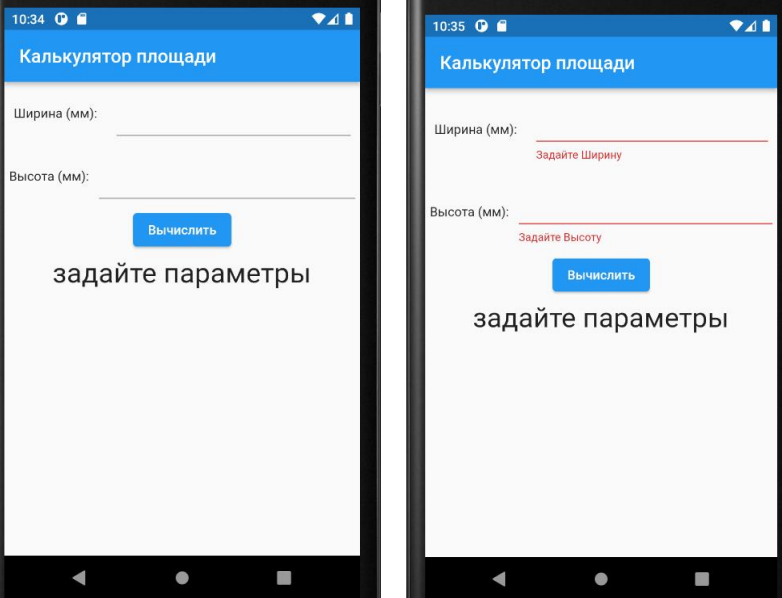 10:34
Калькулятор площади
Ширина (мм):
Высота (мм):
Вычислить
задайте параметры
10:35
Калькулятор площади
Ширина (мм):
Задайте Ширину
Высота (мм):
Задайте Высоту
Вычислить
задайте параметры